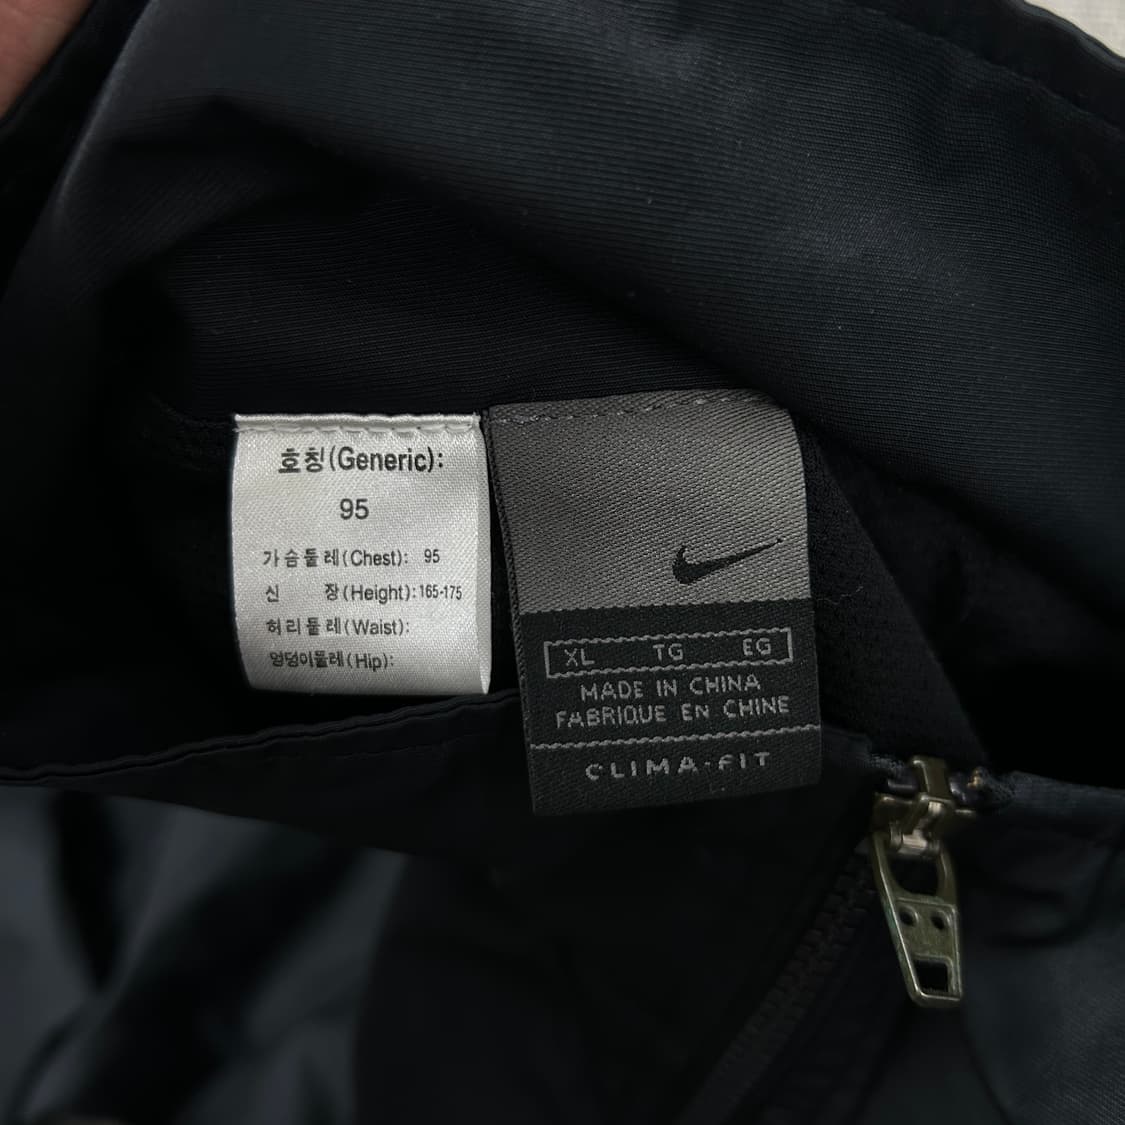 호칭(Generic):
95
가슴둘레(Chest): 95
신 장(Height):165-175
허리둘레(Waist):
엉덩이둘레(Hip):
XL TG EG
MADE IN CHINA
FABRIQUE EN CHINE
CLIMA-FIT